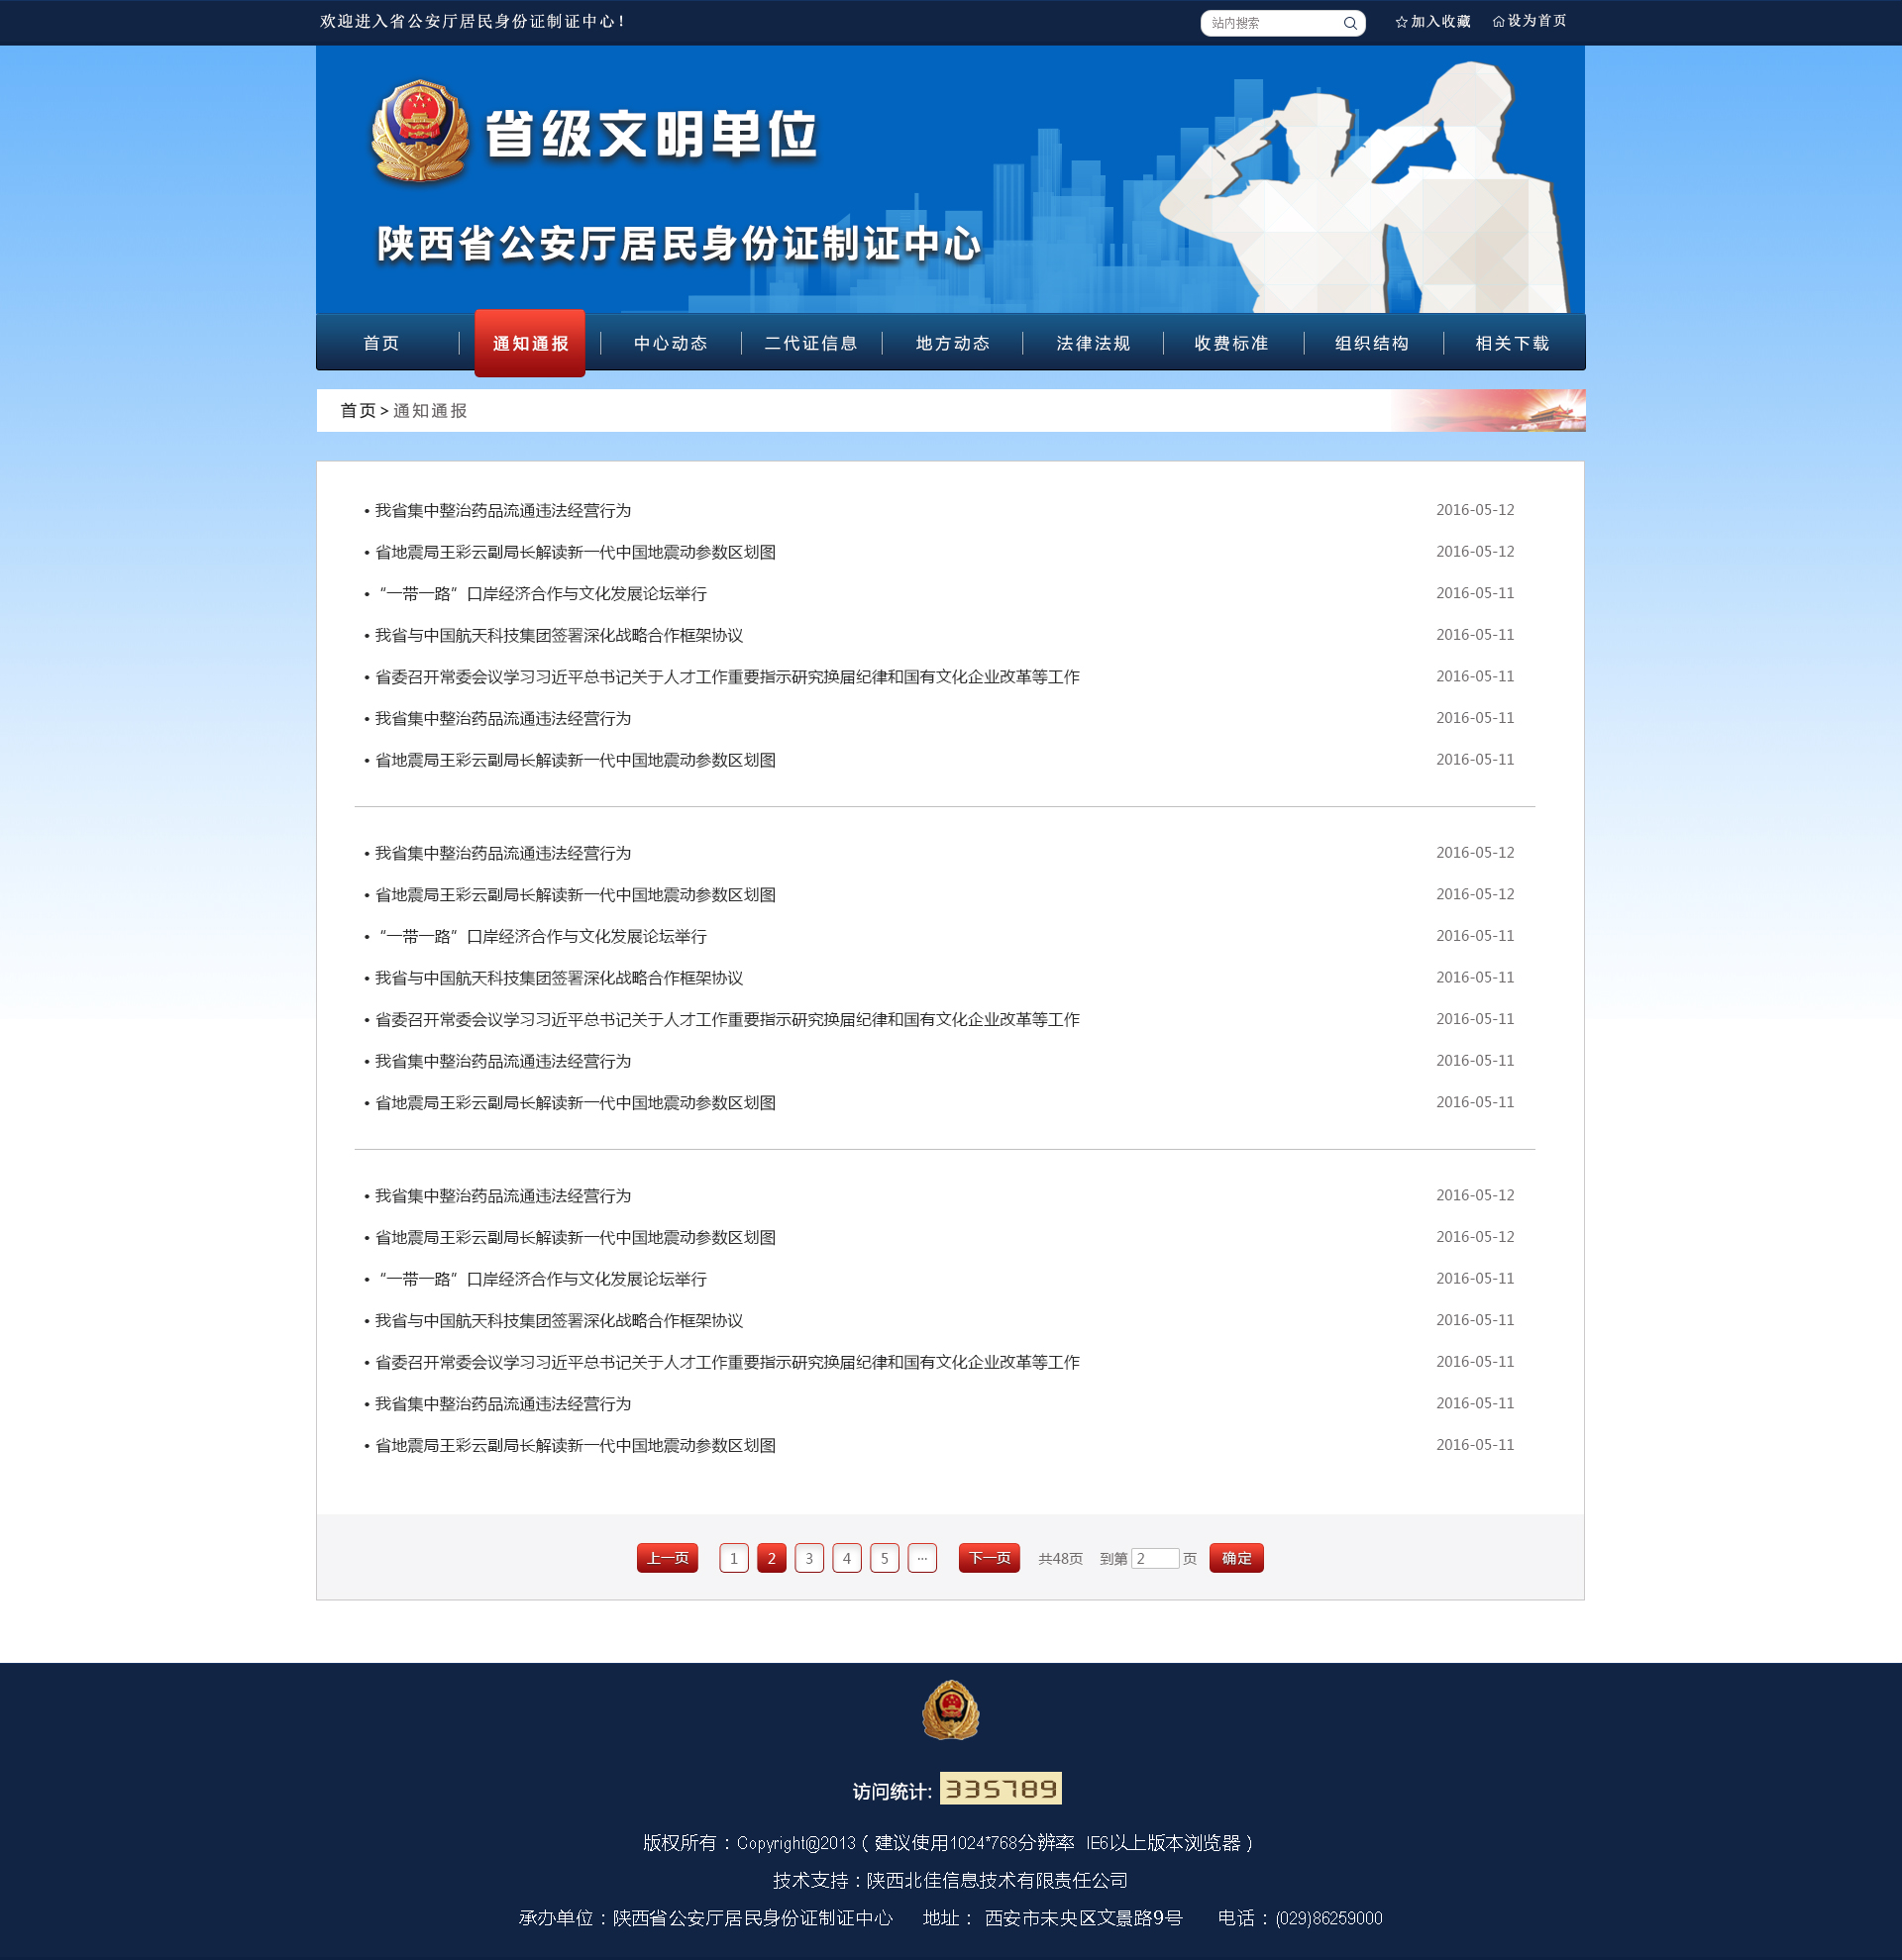 欢迎进入省公安厅居民身份证制证中心！
站内搜索 加入收藏 设为首页
省级文明单位
陕西省公安厅居民身份证制证中心
首页 通知通报 中心动态 二代证信息 地方动态 法律法规 收费标准 组织结构 相关下载
首页>通知通报
•我省集中整治药品流通违法经营行为 2016-05-12
•省地震局王彩云副局长解读新一代中国地震动参数区划图 2016-05-12
•“一带一路”口岸经济合作与文化发展论坛举行 2016-05-11
•我省与中国航天科技集团签署深化战略合作框架协议 2016-05-11
•省委召开常委会议学习习近平总书记关于人才工作重要指示研究换届纪律和国有文化企业改革等工作 2016-05-11
•我省集中整治药品流通违法经营行为 2016-05-11
•省地震局王彩云副局长解读新一代中国地震动参数区划图 2016-05-11
•我省集中整治药品流通违法经营行为 2016-05-12
•省地震局王彩云副局长解读新一代中国地震动参数区划图 2016-05-12
•“一带一路”口岸经济合作与文化发展论坛举行 2016-05-11
•我省与中国航天科技集团签署深化战略合作框架协议 2016-05-11
•省委召开常委会议学习习近平总书记关于人才工作重要指示研究换届纪律和国有文化企业改革等工作 2016-05-11
•我省集中整治药品流通违法经营行为 2016-05-11
•省地震局王彩云副局长解读新一代中国地震动参数区划图 2016-05-11
•我省集中整治药品流通违法经营行为 2016-05-12
•省地震局王彩云副局长解读新一代中国地震动参数区划图 2016-05-12
•“一带一路”口岸经济合作与文化发展论坛举行 2016-05-11
•我省与中国航天科技集团签署深化战略合作框架协议 2016-05-11
•省委召开常委会议学习习近平总书记关于人才工作重要指示研究换届纪律和国有文化企业改革等工作 2016-05-11
•我省集中整治药品流通违法经营行为 2016-05-11
•省地震局王彩云副局长解读新一代中国地震动参数区划图 2016-05-11
上一页 1 2 3 4 5 ... 下一页 共48页 到第 2 页 确定
访问统计: 335789
版权所有：Copyright@2013（建议使用1024*768分辨率 IE6以上版本浏览器）
技术支持：陕西北佳信息技术有限责任公司
承办单位：陕西省公安厅居民身份证制证中心 地址： 西安市未央区文景路9号 电话：(029)86259000